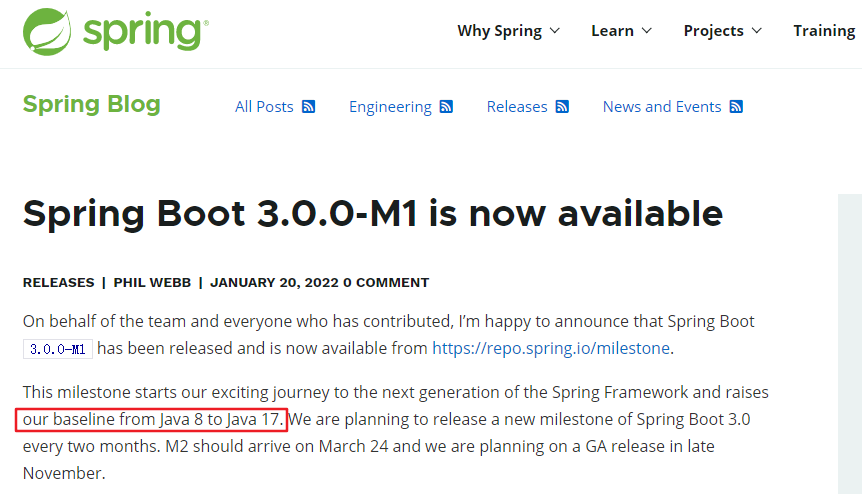 spring®
Why Spring
Learn
Projects
Training
Spring Blog
All Posts
Engineering
Releases
News and Events
Spring Boot 3.0.0-M1 is now available
RELEASES | PHIL WEBB | JANUARY 20, 2022 0 COMMENT
On behalf of the team and everyone who has contributed, I’m happy to announce that Spring Boot
3.0.0-M1 has been released and is now available from https://repo.spring.io/milestone.
This milestone starts our exciting journey to the next generation of the Spring Framework and raises
our baseline from Java 8 to Java 17. We are planning to release a new milestone of Spring Boot 3.0
every two months. M2 should arrive on March 24 and we are planning on a GA release in late
November.